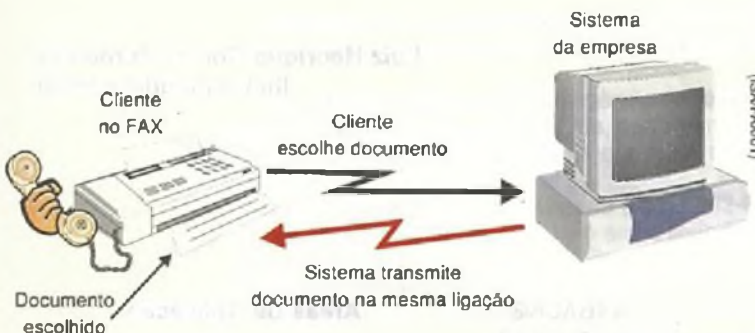 Sistema
da empresa
Cliente
no FAX
Cliente
escolhe documento
Sistema transmite
documento na mesma ligação
Documento
escolhido